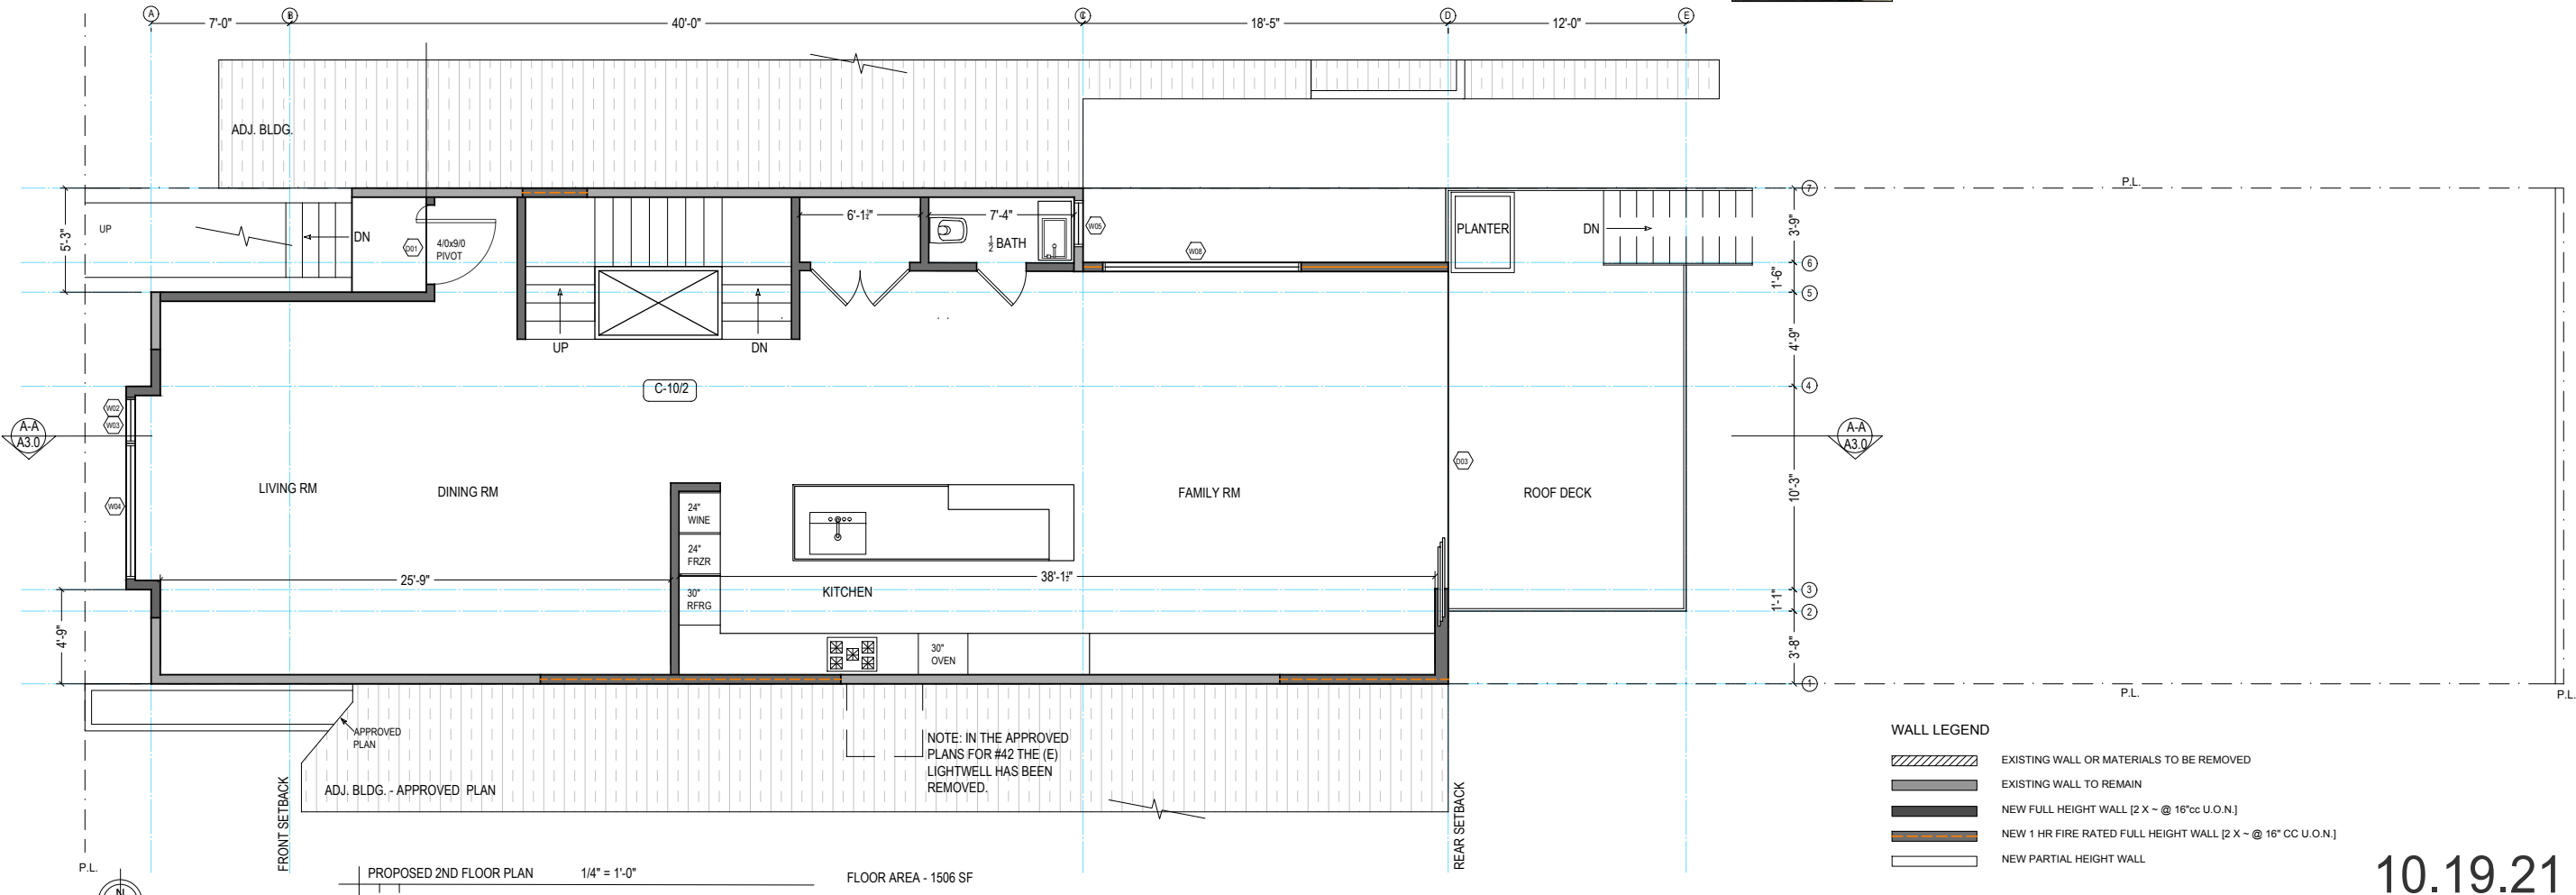 A
B
C
D
E
7'-0"
40'-0"
18'-5"
12'-0"
ADJ. BLDG.
P.L.
7
UP
5'-3"
DN
D01
4/0x9/0
PIVOT
6'-1½"
7'-4"
½ BATH
W05
W08
PLANTER
DN
3'-9"
6
1'-6"
5
4'-9"
UP
DN
C-10/2
4
W02
W03
A-A
A3.0
A-A
A3.0
D03
W04
LIVING RM
DINING RM
24"
WINE
24"
FRZR
30"
RFRG
FAMILY RM
ROOF DECK
10'-3"
25'-9"
38'-1½"
KITCHEN
3
1'-1"
2
4'-9"
30"
OVEN
3'-8"
1
P.L.
P.L.
APPROVED
PLAN
NOTE: IN THE APPROVED
PLANS FOR #42 THE (E)
LIGHTWELL HAS BEEN
REMOVED.
ADJ. BLDG. - APPROVED PLAN
FRONT SETBACK
REAR SETBACK
WALL LEGEND
EXISTING WALL OR MATERIALS TO BE REMOVED
EXISTING WALL TO REMAIN
NEW FULL HEIGHT WALL [2 X ~ @ 16"cc U.O.N.]
NEW 1 HR FIRE RATED FULL HEIGHT WALL [2 X ~ @ 16" CC U.O.N.]
NEW PARTIAL HEIGHT WALL
P.L.
N
PROPOSED 2ND FLOOR PLAN 1/4" = 1'-0"
FLOOR AREA - 1506 SF
10.19.21